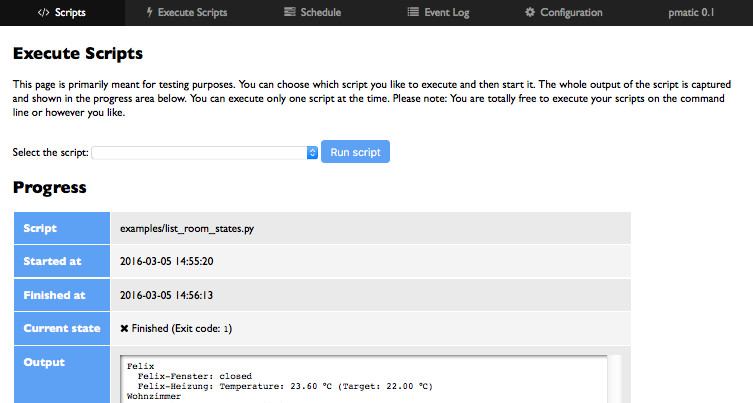 </> Scripts Execute Scripts Schedule Event Log Configuration pmatic 0.1
Execute Scripts
This page is primarily meant for testing purposes. You can choose which script you like to execute and then start it. The whole output of the script is captured
and shown in the progress area below. You can execute only one script at the time. Please note: You are totally free to execute your scripts on the command
line or however you like.
Select the script: Run script
Progress
Script examples/list_room_states.py
Started at 2016-03-05 14:55:20
Finished at 2016-03-05 14:56:13
Current state ✖ Finished (Exit code: 1)
Output
Felix
Felix-Fenster: closed
Felix-Heizung: Temperature: 23.60 °C (Target: 22.00 °C)
Wohnzimmer